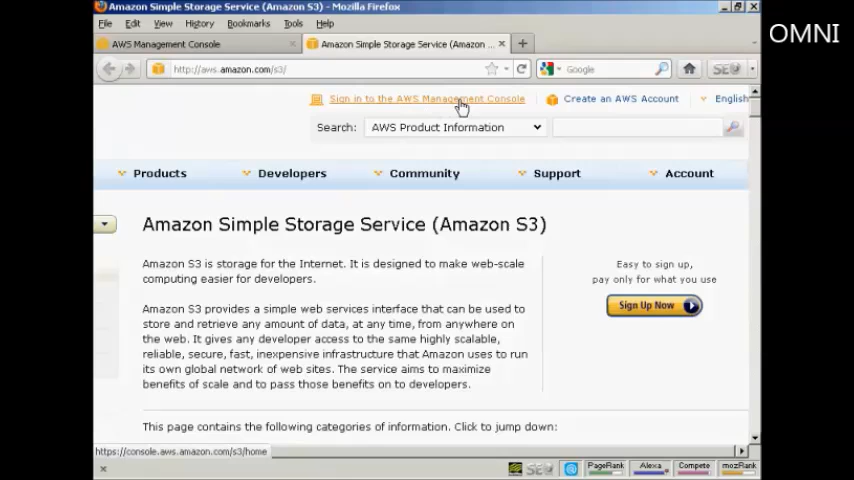 Amazon Simple Storage Service (Amazon S3) - Mozilla Firefox
OMNI
File Edit View History Bookmarks Tools Help
AWS Management Console
Amazon Simple Storage Service (Amazon ...
http://aws.amazon.com/s3/
Google
SEO
Sign in to the AWS Management Console
Create an AWS Account
English
Search: AWS Product Information
Products Developers Community Support Account
Amazon Simple Storage Service (Amazon S3)
Amazon S3 is storage for the Internet. It is designed to make web-scale
computing easier for developers.
Easy to sign up,
pay only for what you use
Sign Up Now
Amazon S3 provides a simple web services interface that can be used to
store and retrieve any amount of data, at any time, from anywhere on
the web. It gives any developer access to the same highly scalable,
reliable, secure, fast, inexpensive infrastructure that Amazon uses to run
its own global network of web sites. The service aims to maximize
benefits of scale and to pass those benefits on to developers.
This page contains the following categories of information. Click to jump down:
https://console.aws.amazon.com/s3/home
SEO PageRank Alexa Compete mozRank